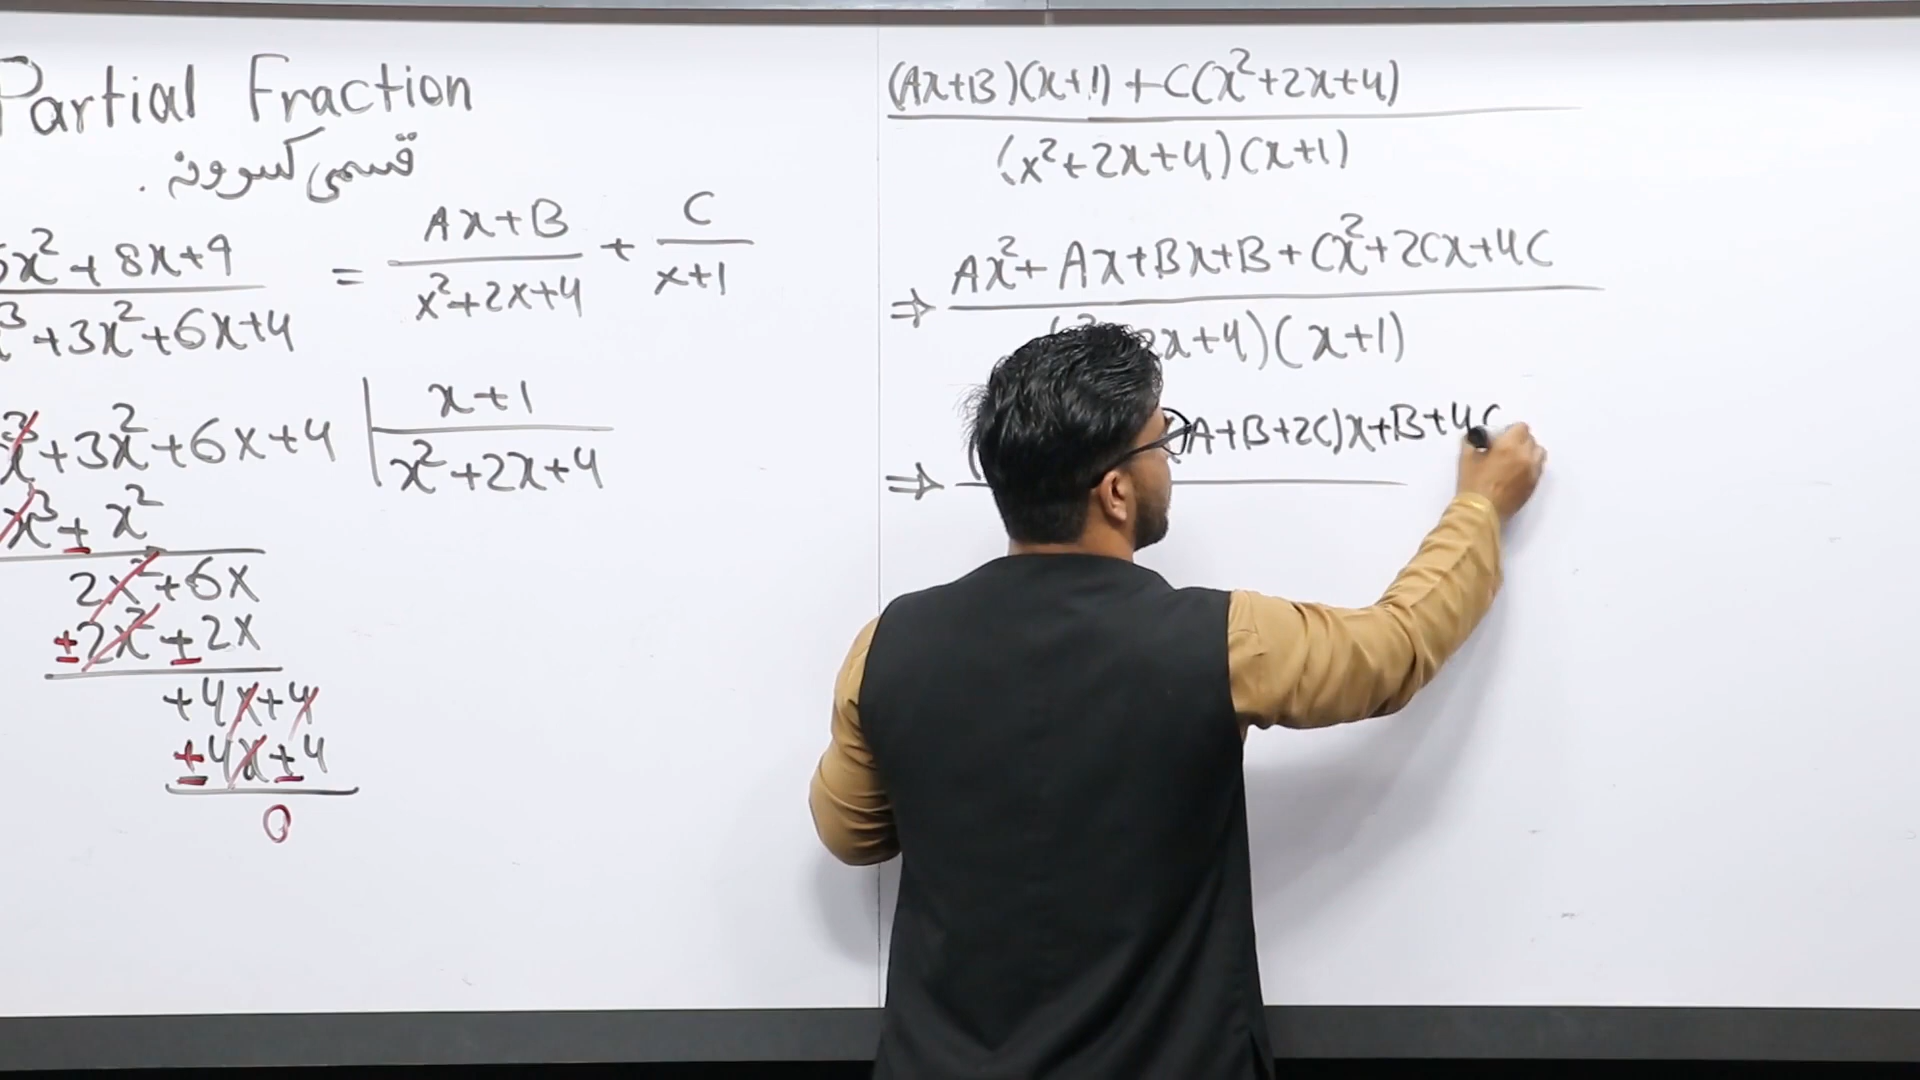 Partial Fraction
قسمی کسرونه .
5x²+8x+9 = Ax+B + C
x³+3x²+6x+4 x²+2x+4 x+1
x³+3x²+6x+4 x+1
x³±x² x²+2x+4
2x²+6x
±2x²±2x
+4x+4
±4x±4
0
(Ax+B)(x+1)+C(x²+2x+4)
(x²+2x+4)(x+1)
⇒ Ax²+Ax+Bx+B+Cx²+2Cx+4C
2x+4)(x+1)
⇒ A+B+2C)x+B+4C